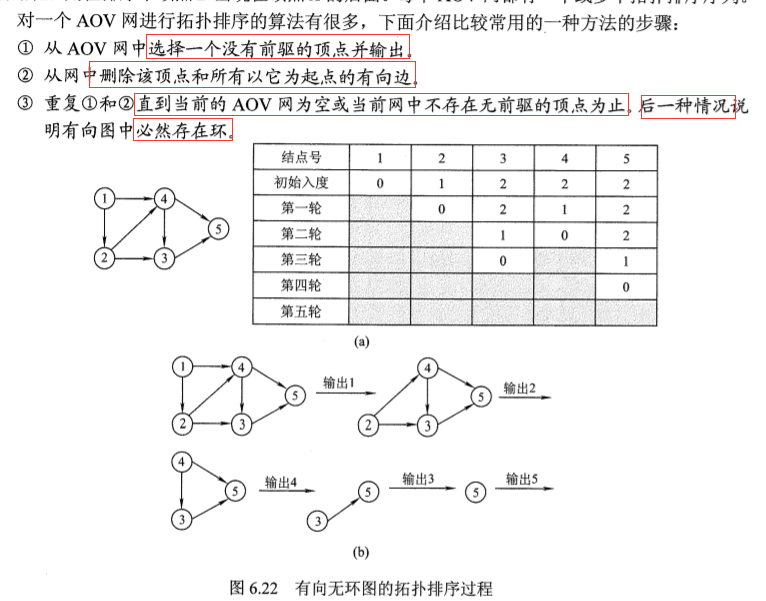 对一个 AOV 网进行拓扑排序的算法有很多，下面介绍比较常用的一种方法的步骤：
① 从 AOV 网中选择一个没有前驱的顶点并输出。
② 从网中删除该顶点和所有以它为起点的有向边。
③ 重复①和②直到当前的 AOV 网为空或当前网中不存在无前驱的顶点为止。后一种情况说
明有向图中必然存在环。
结点号 1 2 3 4 5
初始入度 0 1 2 2 2
第一轮 0 2 1 2
第二轮 1 0 2
第三轮 0 1
第四轮 0
第五轮
1 4
5
2 3
(a)
1 4
5
2 3
输出1
4
5
2 3
输出2
4
5
3
输出4
5
3
输出3
5
输出5
(b)
图 6.22 有向无环图的拓扑排序过程